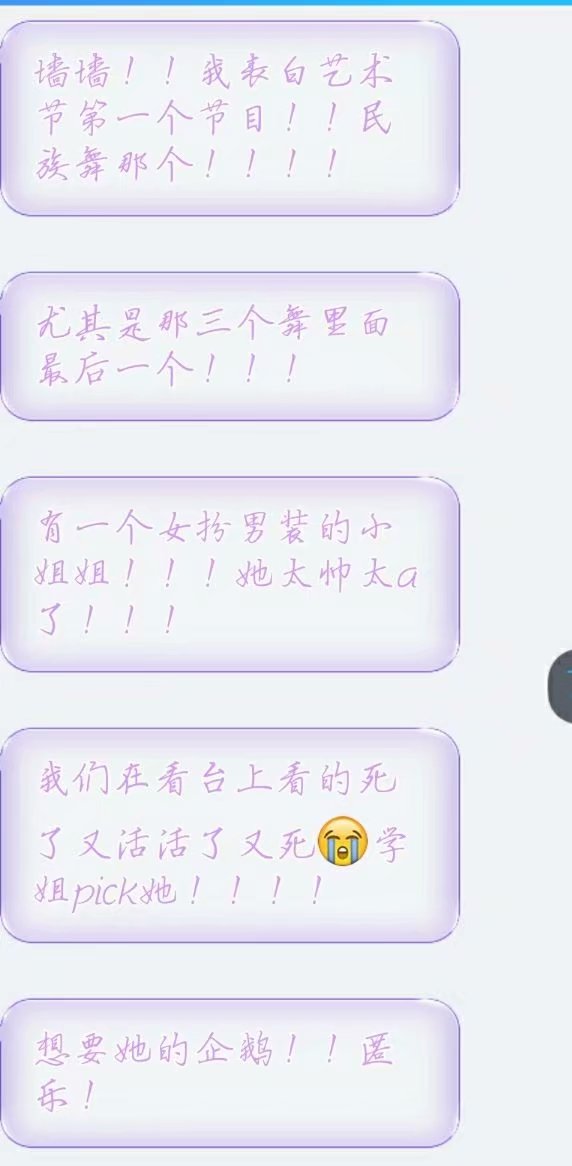 墙墙！！我表白艺术
节第一个节目！！民
族舞那个！！！！
尤其是那三个舞里面
最后一个！！！
有一个女扮男装的小
姐姐！！！她太帅太a
了！！！
我们在看台上看的死
了又活活了又死😭学
姐pick她！！！！
想要她的企鹅！！匿
乐！